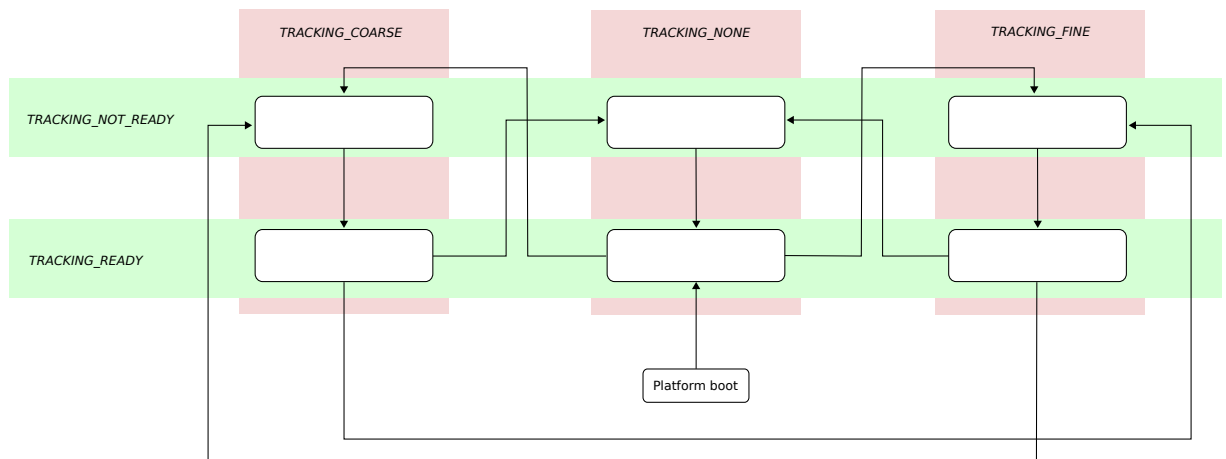 TRACKING_COARSE
TRACKING_NONE
TRACKING_FINE
TRACKING_NOT_READY
TRACKING_READY
Platform boot